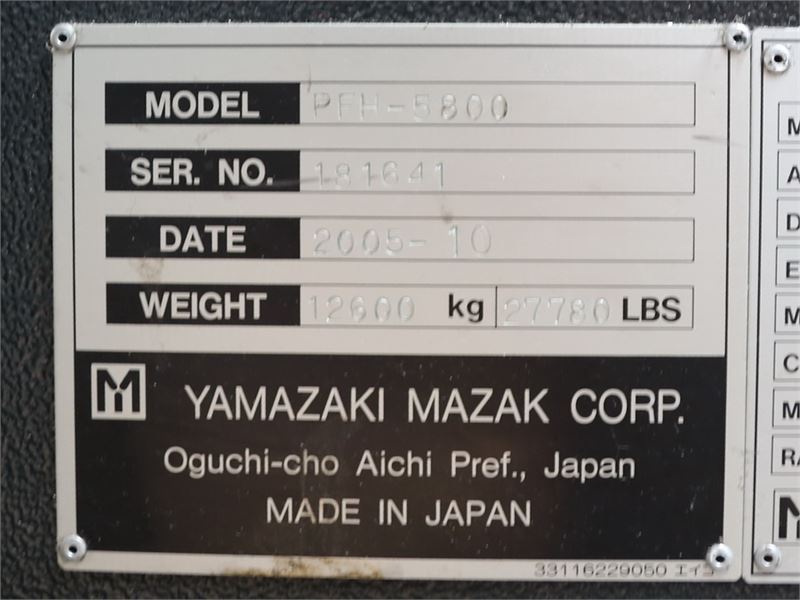 MODEL PFH-5800
SER. NO. 181641
DATE 2005-10
WEIGHT 12600 kg 27780 LBS
YAMAZAKI MAZAK CORP.
Oguchi-cho Aichi Pref., Japan
MADE IN JAPAN
33116229050
M
A
D
E
M
C
M
RA